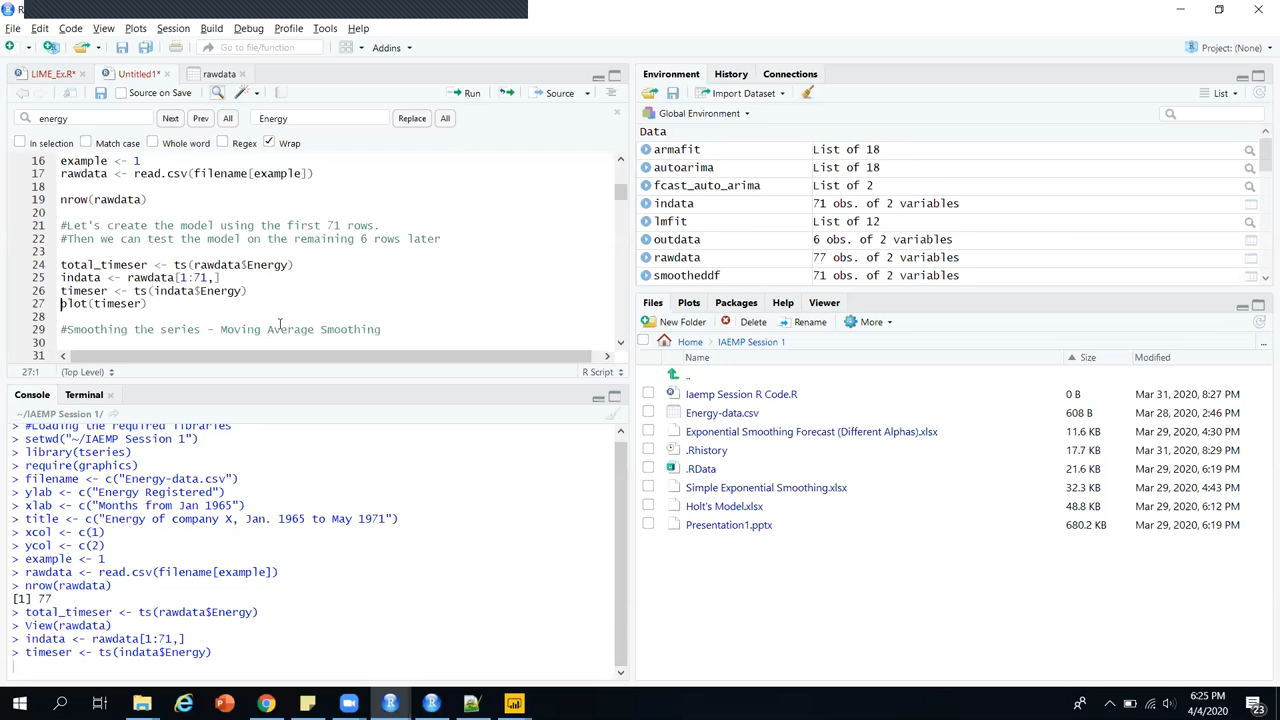 R
File Edit Code View Plots Session Build Debug Profile Tools Help
Go to file/function Addins Project: (None)
LIME_Ex.R* Untitled1* rawdata
Source on Save Run Source
energy Next Prev All Energy Replace All
In selection Match case Whole word Regex Wrap
16 example <- 1
17 rawdata <- read.csv(filename[example])
18
19 nrow(rawdata)
20
21 #Let's create the model using the first 71 rows.
22 #Then we can test the model on the remaining 6 rows later
23
24 total_timeser <- ts(rawdata$Energy)
25 indata <- rawdata[1:71,]
26 timeser <- ts(indata$Energy)
27 plot(timeser)
28
29 #Smoothing the series - Moving Average Smoothing
30
31
27:1 (Top Level) R Script
Console Terminal
~/IAEMP Session 1/
> #Loading the required libraries
> setwd("~/IAEMP Session 1")
> library(tseries)
> require(graphics)
> filename <- c("Energy-data.csv")
> ylab <- c("Energy Registered")
> xlab <- c("Months from Jan 1965")
> title <- c("Energy of company X, Jan. 1965 to May 1971")
> xcol <- c(1)
> ycol <- c(2)
> example <- 1
> rawdata <- read.csv(filename[example])
> nrow(rawdata)
[1] 77
> total_timeser <- ts(rawdata$Energy)
> View(rawdata)
> indata <- rawdata[1:71,]
> timeser <- ts(indata$Energy)
Environment History Connections
Import Dataset List
Global Environment
Data
armafit List of 18
autoarima List of 18
fcast_auto_arima List of 2
indata 71 obs. of 2 variables
lmfit List of 12
outdata 6 obs. of 2 variables
rawdata 77 obs. of 2 variables
smootheddf 71 obs. of 2 variables
Files Plots Packages Help Viewer
New Folder Delete Rename More
Home IAEMP Session 1 ...
Name Size Modified
..
Iaemp Session R Code.R 0 B Mar 31, 2020, 8:27 PM
Energy-data.csv 608 B Mar 28, 2020, 2:46 PM
Exponential Smoothing Forecast (Different Alphas).xlsx 11.6 KB Mar 29, 2020, 4:30 PM
.Rhistory 17.7 KB Mar 31, 2020, 8:29 PM
.RData 21.6 KB Mar 29, 2020, 6:19 PM
Simple Exponential Smoothing.xlsx 32.3 KB Mar 29, 2020, 4:43 PM
Holt's Model.xlsx 48.8 KB Mar 29, 2020, 6:12 PM
Presentation1.pptx 680.2 KB Mar 29, 2020, 6:19 PM
6:25 PM
4/4/2020
23